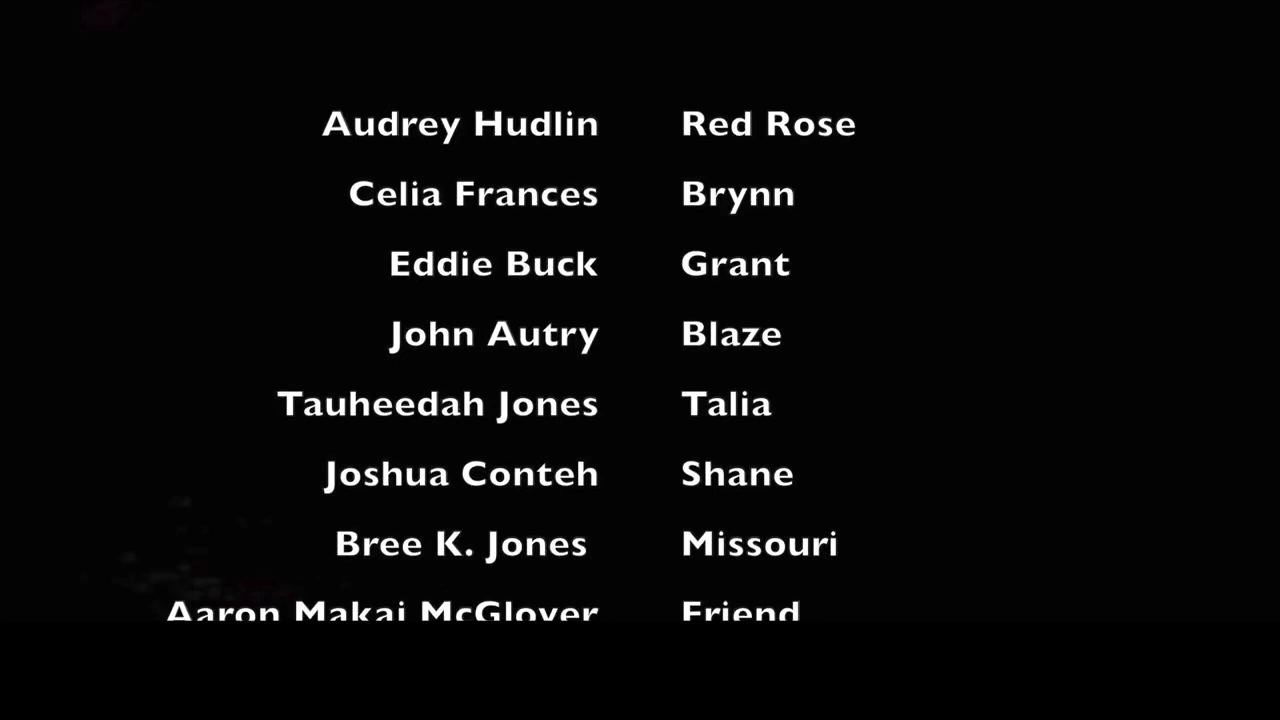 Audrey Hudlin Red Rose
Celia Frances Brynn
Eddie Buck Grant
John Autry Blaze
Tauheedah Jones Talia
Joshua Conteh Shane
Bree K. Jones Missouri
Aaron Makai McGlover Friend